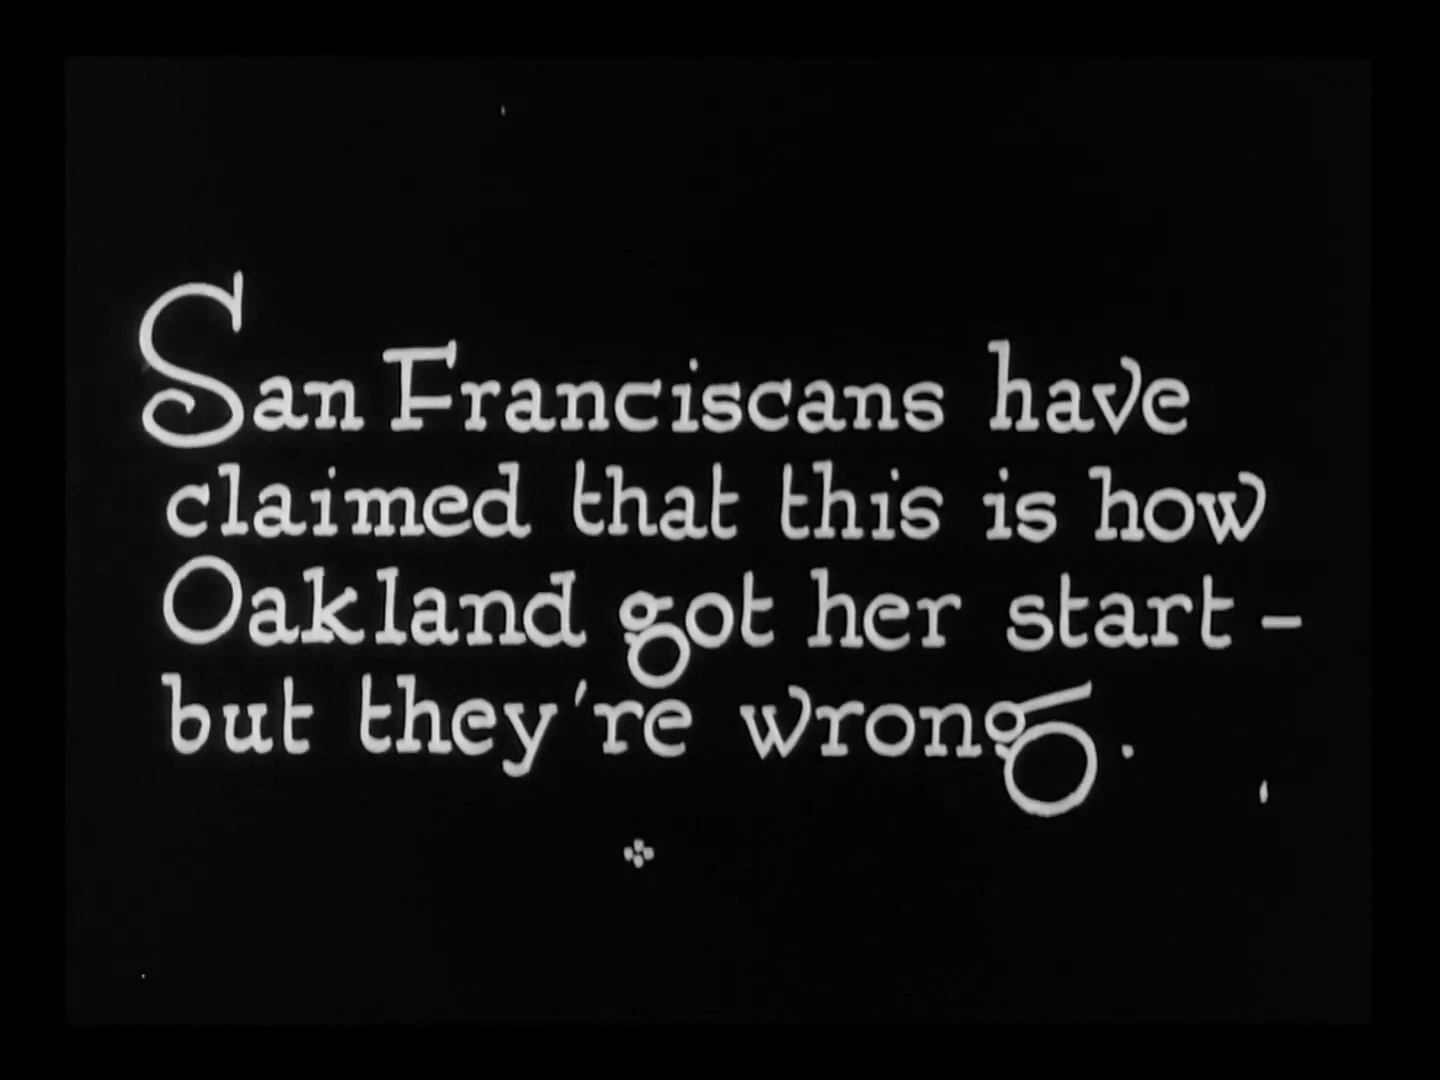 San Franciscans have
claimed that this is how
Oakland got her start –
but they're wrong.